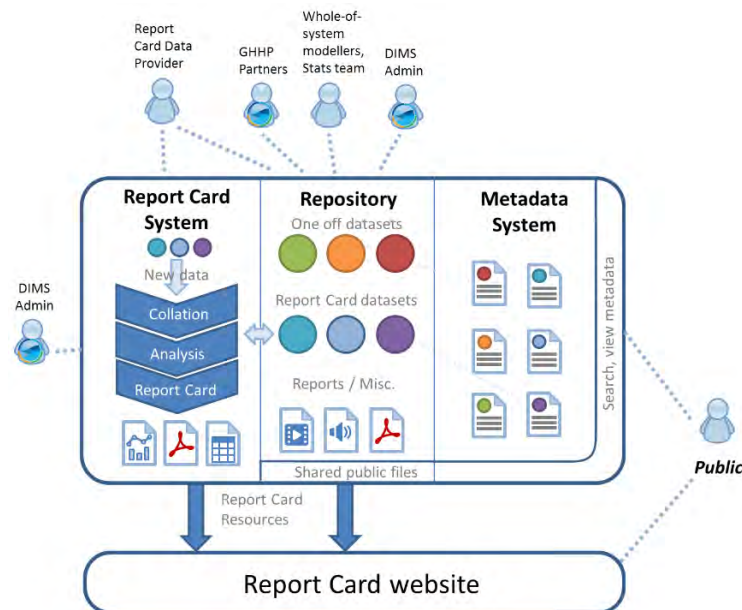 Report
Card Data
Provider
GHHP
Partners
Whole-of-
system
modellers,
Stats team
DIMS
Admin
Report Card
System
New data
Collation
Analysis
Report Card
Repository
One off datasets
Report Card datasets
Reports / Misc.
Shared public files
Metadata
System
Search, view metadata
DIMS
Admin
Public
Report Card
Resources
Report Card website